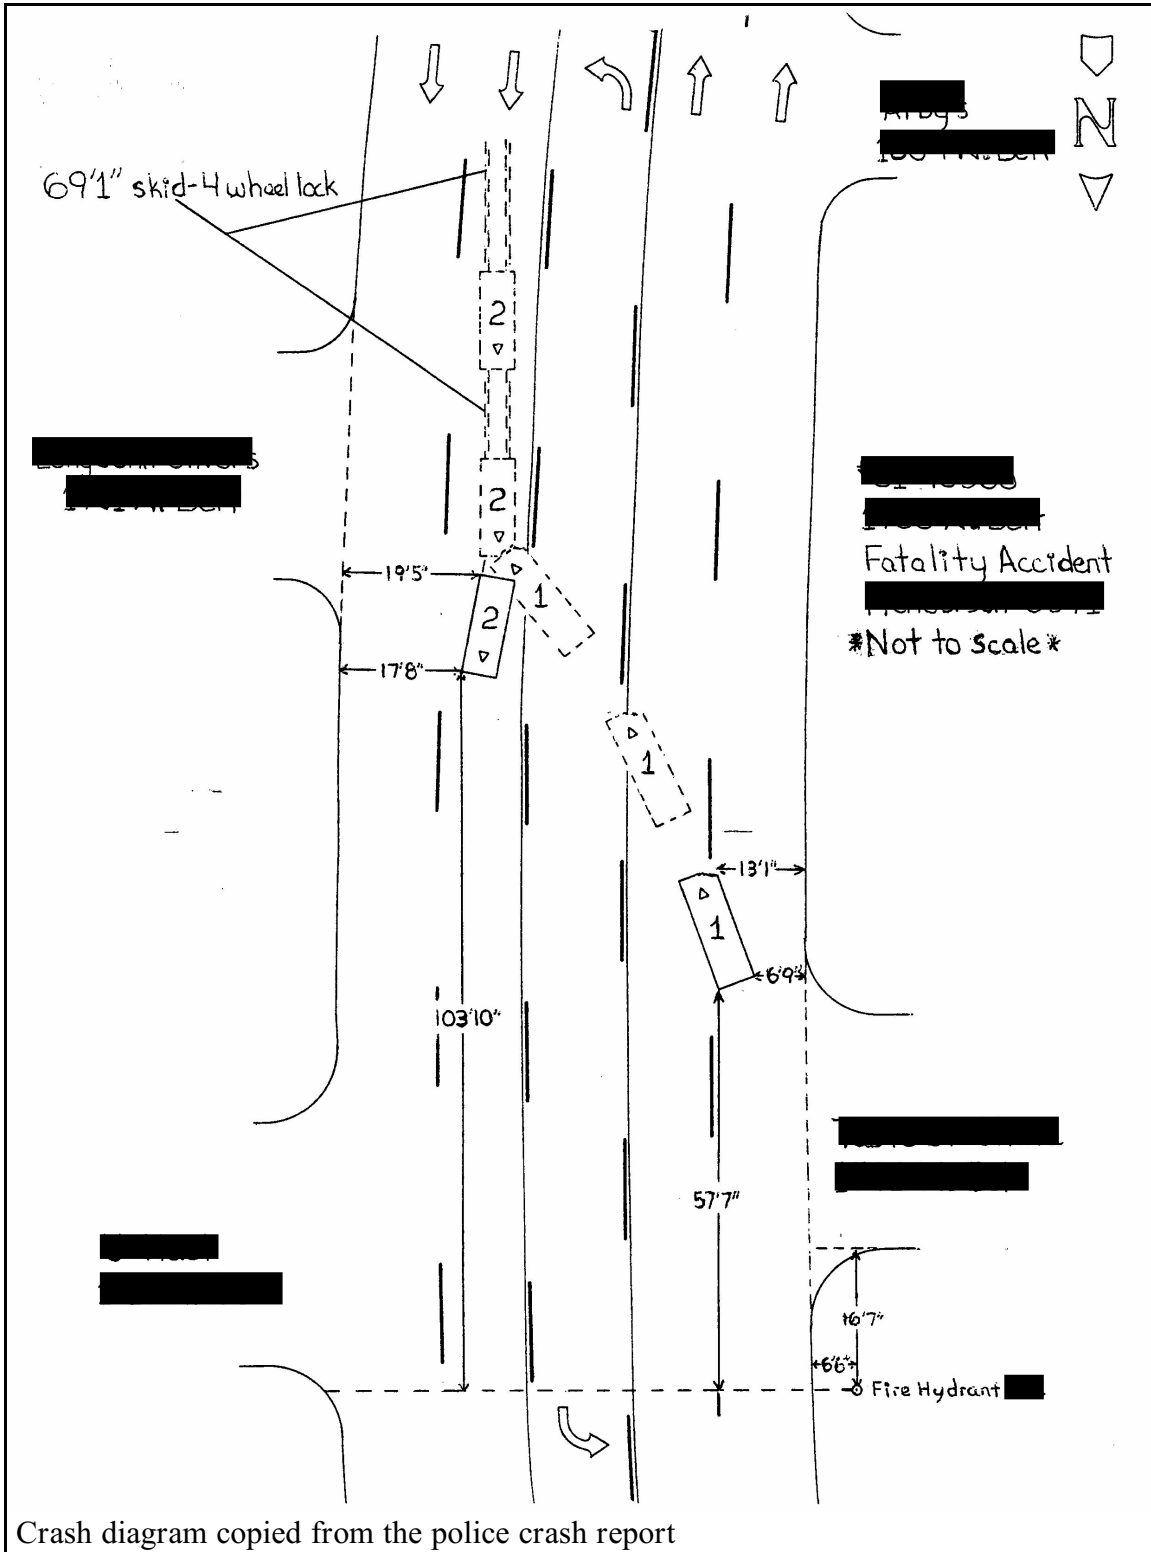 N
69'1" skid-4 wheel lock
2
2
1
19'5"
2
17'8"
Fatality Accident
*Not to scale*
1
13'1"
1
6'9"
103'10"
57'7"
16'7"
6'6"
Fire Hydrant
Crash diagram copied from the police crash report